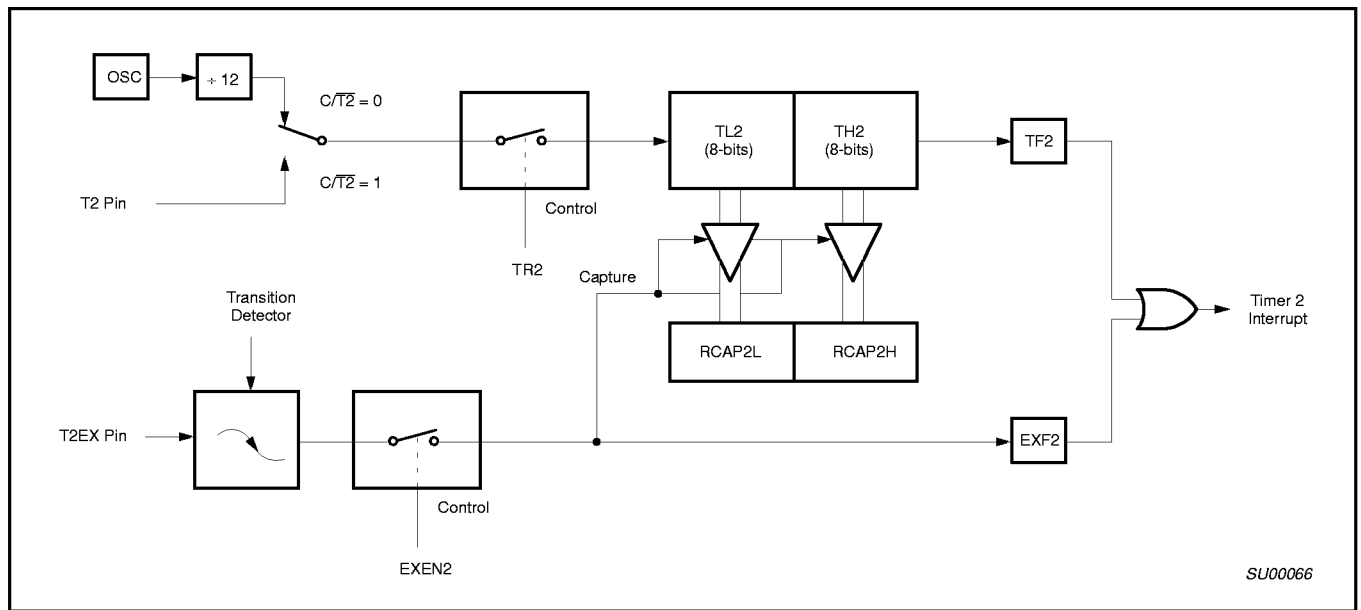 OSC
÷ 12
C/T2 = 0
C/T2 = 1
T2 Pin
Control
TR2
TL2
(8-bits)
TH2
(8-bits)
TF2
Capture
Transition
Detector
RCAP2L
RCAP2H
Timer 2
Interrupt
T2EX Pin
Control
EXEN2
EXF2
SU00066